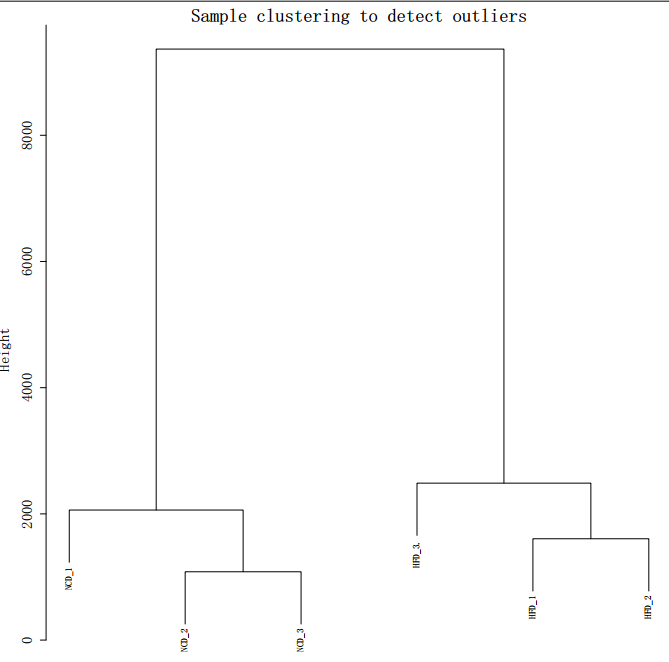 Sample clustering to detect outliers
Height
8000
6000
4000
2000
0
NCD_1
NCD_2
NCD_3
HFD_3.
HFD_1
HFD_2